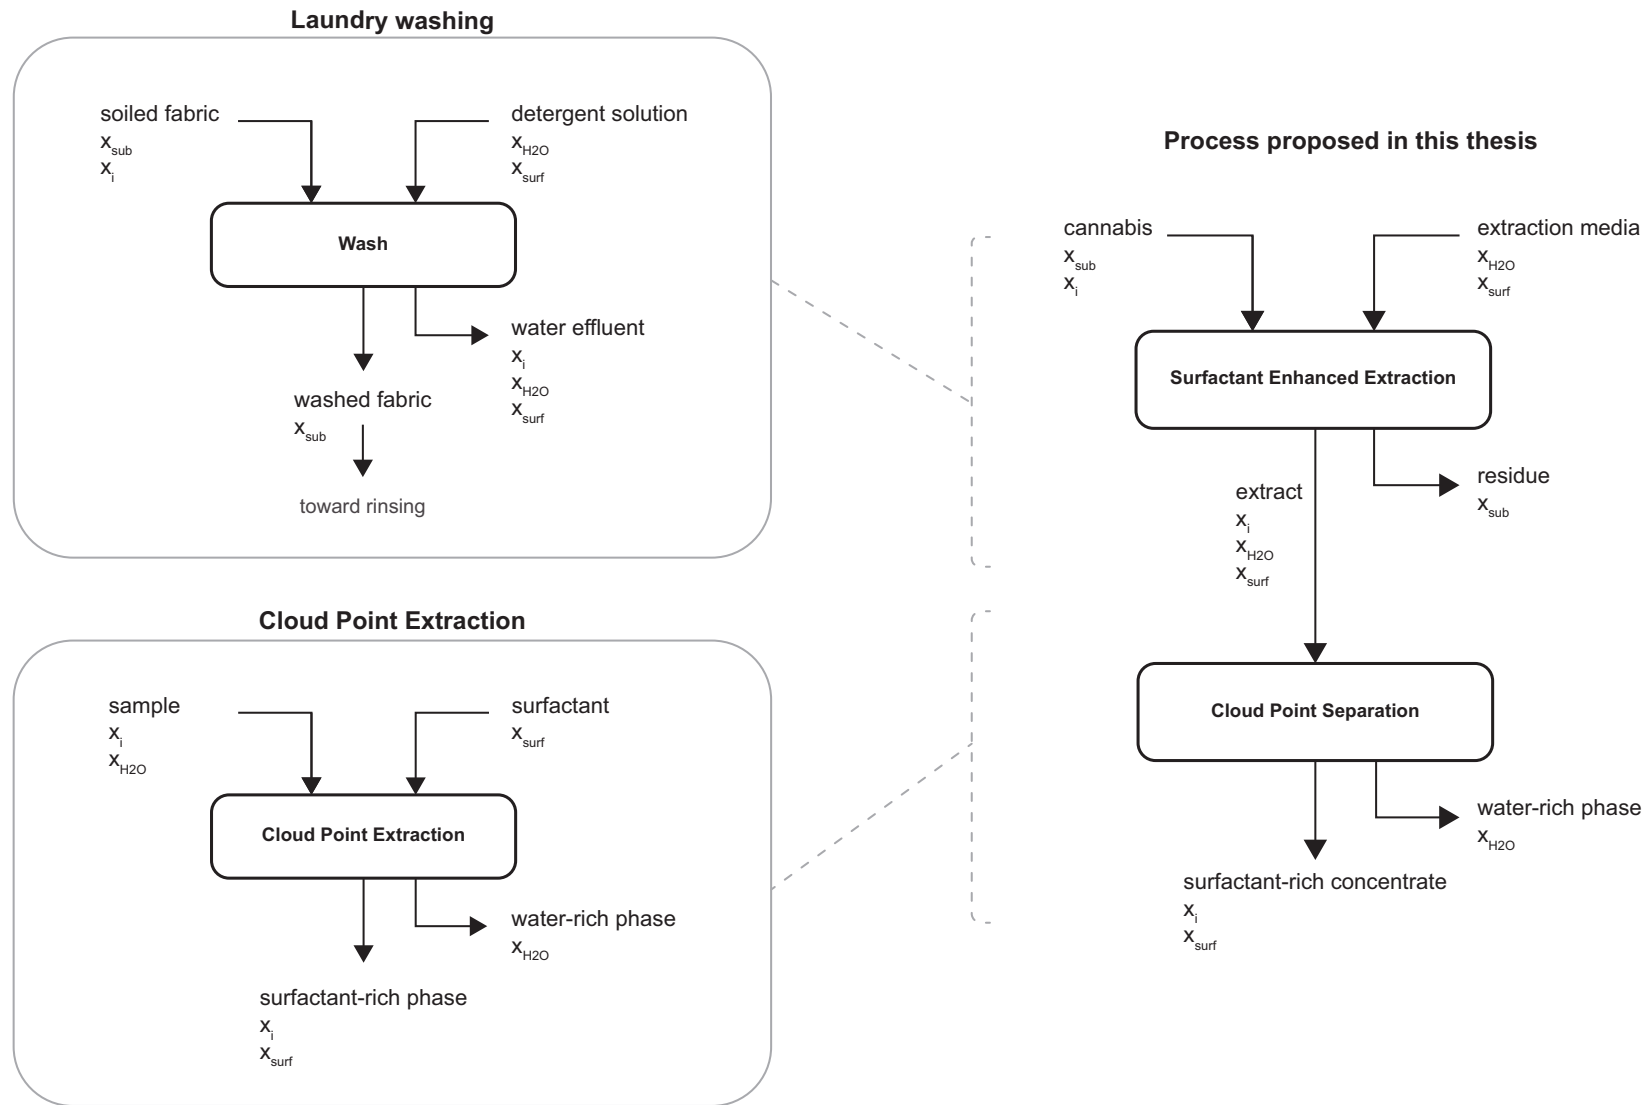 Laundry washing
soiled fabric
x_sub
x_i
detergent solution
x_H2O
x_surf
Wash
water effluent
x_i
x_H2O
x_surf
washed fabric
x_sub
toward rinsing
Cloud Point Extraction
sample
x_i
x_H2O
surfactant
x_surf
Cloud Point Extraction
water-rich phase
x_H2O
surfactant-rich phase
x_i
x_surf
Process proposed in this thesis
cannabis
x_sub
x_i
extraction media
x_H2O
x_surf
Surfactant Enhanced Extraction
residue
x_sub
extract
x_i
x_H2O
x_surf
Cloud Point Separation
water-rich phase
x_H2O
surfactant-rich concentrate
x_i
x_surf